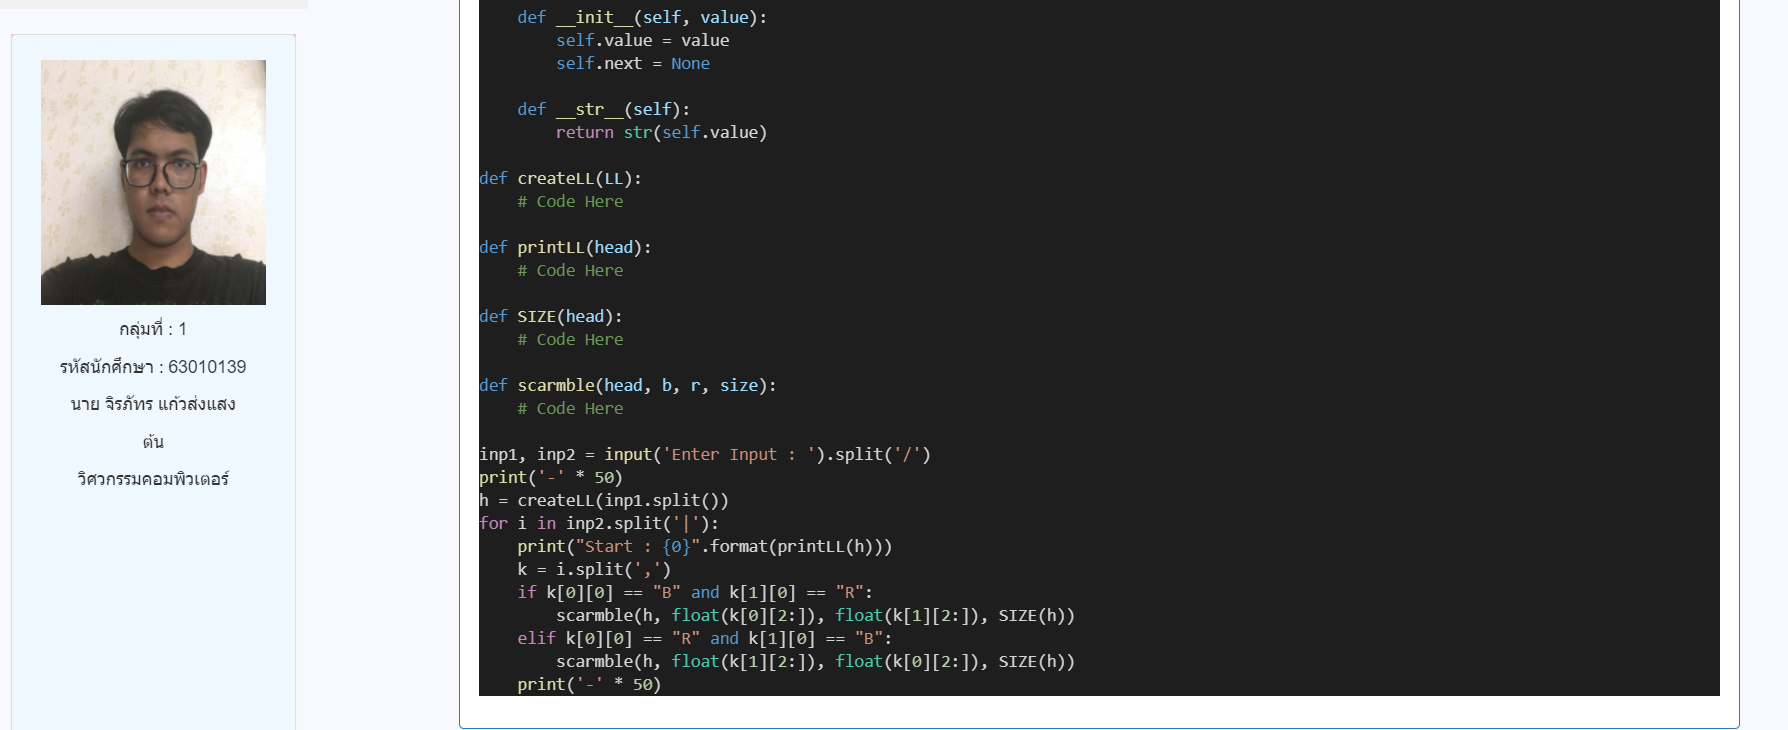 กลุ่มที่ : 1
รหัสนักศึกษา : 63010139
นาย จิรภัทร แก้วส่งแสง
ต้น
วิศวกรรมคอมพิวเตอร์
    def __init__(self, value):
        self.value = value
        self.next = None
    def __str__(self):
        return str(self.value)
def createLL(LL):
    # Code Here
def printLL(head):
    # Code Here
def SIZE(head):
    # Code Here
def scarmble(head, b, r, size):
    # Code Here
inp1, inp2 = input('Enter Input : ').split('/')
print('-' * 50)
h = createLL(inp1.split())
for i in inp2.split('|'):
    print("Start : {0}".format(printLL(h)))
    k = i.split(',')
    if k[0][0] == "B" and k[1][0] == "R":
        scarmble(h, float(k[0][2:]), float(k[1][2:]), SIZE(h))
    elif k[0][0] == "R" and k[1][0] == "B":
        scarmble(h, float(k[1][2:]), float(k[0][2:]), SIZE(h))
    print('-' * 50)